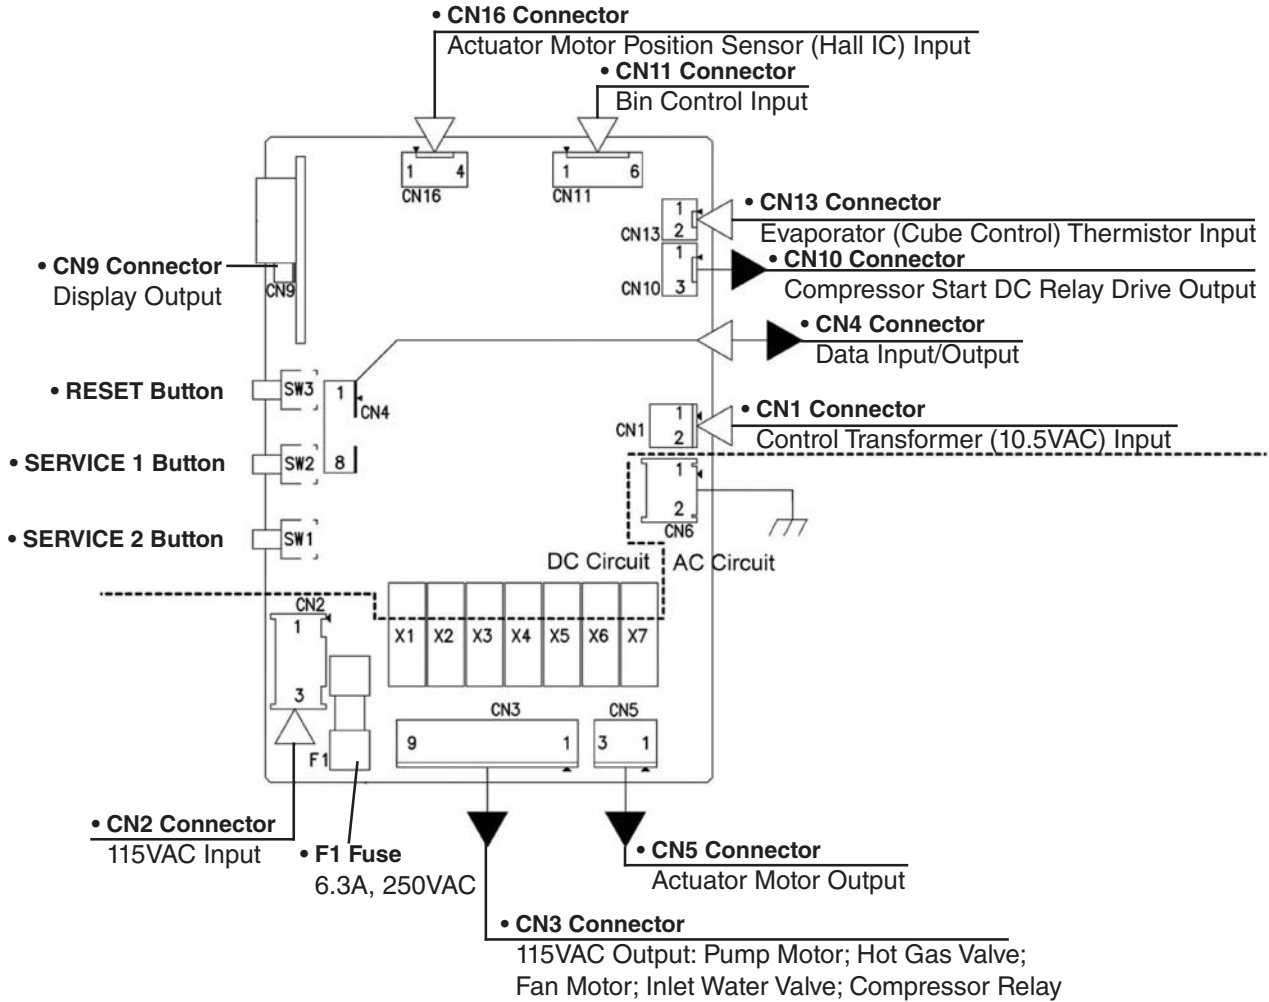 • CN16 Connector
Actuator Motor Position Sensor (Hall IC) Input
• CN11 Connector
Bin Control Input
1 4
CN16
1 6
CN11
• CN13 Connector
Evaporator (Cube Control) Thermistor Input
1
2
CN13
• CN10 Connector
Compressor Start DC Relay Drive Output
1
3
CN10
• CN9 Connector
Display Output
CN9
• CN4 Connector
Data Input/Output
• RESET Button
SW3
1
CN4
8
• CN1 Connector
Control Transformer (10.5VAC) Input
1
2
CN1
• SERVICE 1 Button
SW2
1
2
CN6
• SERVICE 2 Button
SW1
DC Circuit
AC Circuit
CN2
1
3
X1 X2 X3 X4 X5 X6 X7
CN3
9 1
CN5
3 1
F1
• CN2 Connector
115VAC Input
• F1 Fuse
6.3A, 250VAC
• CN5 Connector
Actuator Motor Output
• CN3 Connector
115VAC Output: Pump Motor; Hot Gas Valve;
Fan Motor; Inlet Water Valve; Compressor Relay